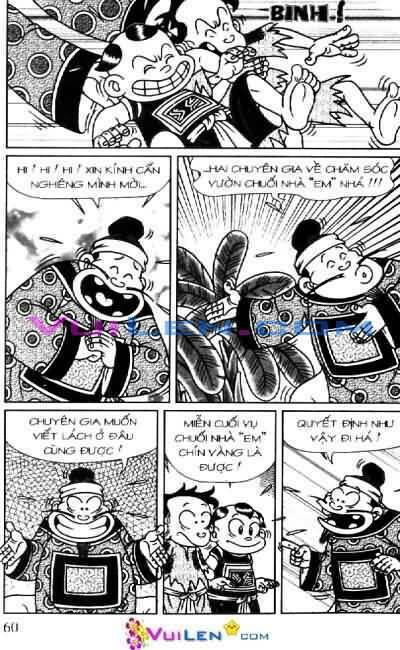 BINH.!
HI! HI! HI! XIN KÍNH CẨN
NGHIÊNG MÌNH MỜI...
...HAI CHUYÊN GIA VỀ CHĂM SÓC
VƯỜN CHUỐI NHÀ "EM" NHÁ!!!
VUILEN.COM
CHUYÊN GIA MUỐN
VIẾT LÁCH Ở ĐÂU
CŨNG ĐƯỢC!
MIỄN CUỐI VỤ
CHUỐI NHÀ "EM"
CHÍN VÀNG LÀ
ĐƯỢC!
QUYẾT ĐỊNH NHƯ
VẬY ĐI HÁ!
60
VUILEN.COM